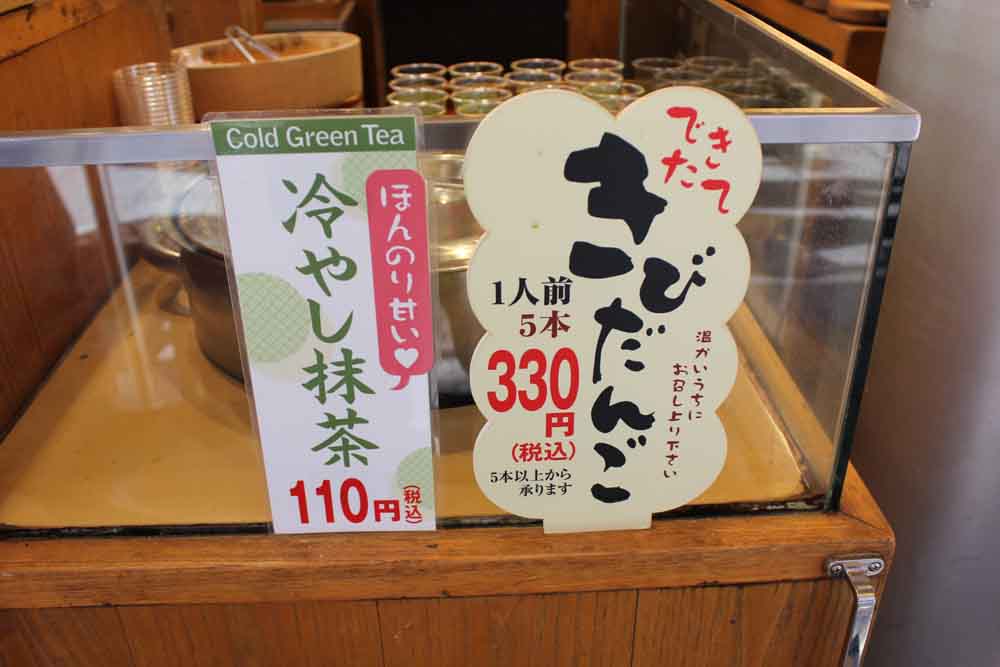 Cold Green Tea
冷やし抹茶
ほんのり甘い♥
110円(税込)
できたて
きびだんご
1人前
5本
330円
(税込)
5本以上から
承ります
温かいうちに
お召し上り下さい